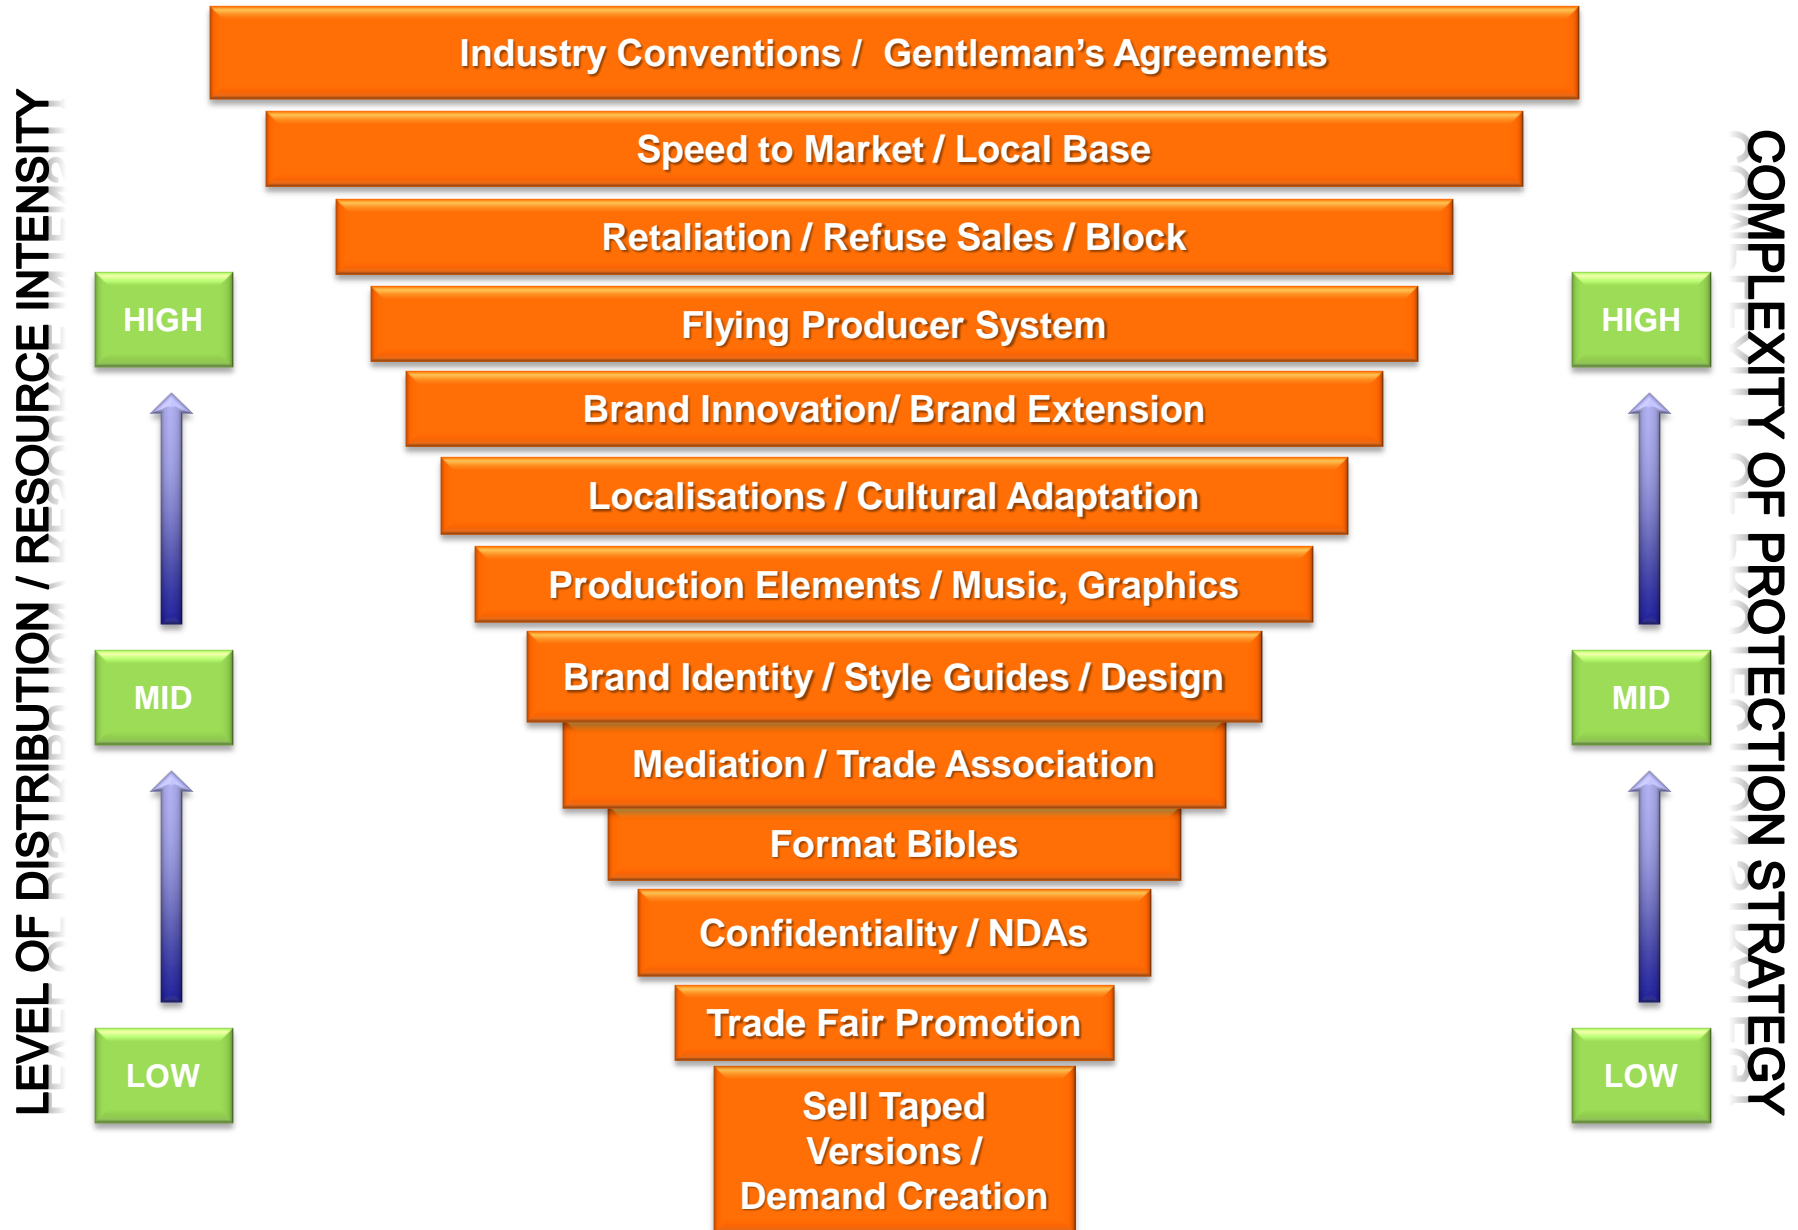 Industry Conventions / Gentleman’s Agreements
Speed to Market / Local Base
Retaliation / Refuse Sales / Block
Flying Producer System
Brand Innovation/ Brand Extension
Localisations / Cultural Adaptation
Production Elements / Music, Graphics
Brand Identity / Style Guides / Design
Mediation / Trade Association
Format Bibles
Confidentiality / NDAs
Trade Fair Promotion
Sell Taped
Versions /
Demand Creation
LEVEL OF DISTRIBUTION / RESOURCE INTENSITY
HIGH
MID
LOW
HIGH
MID
LOW
COMPLEXITY OF PROTECTION STRATEGY